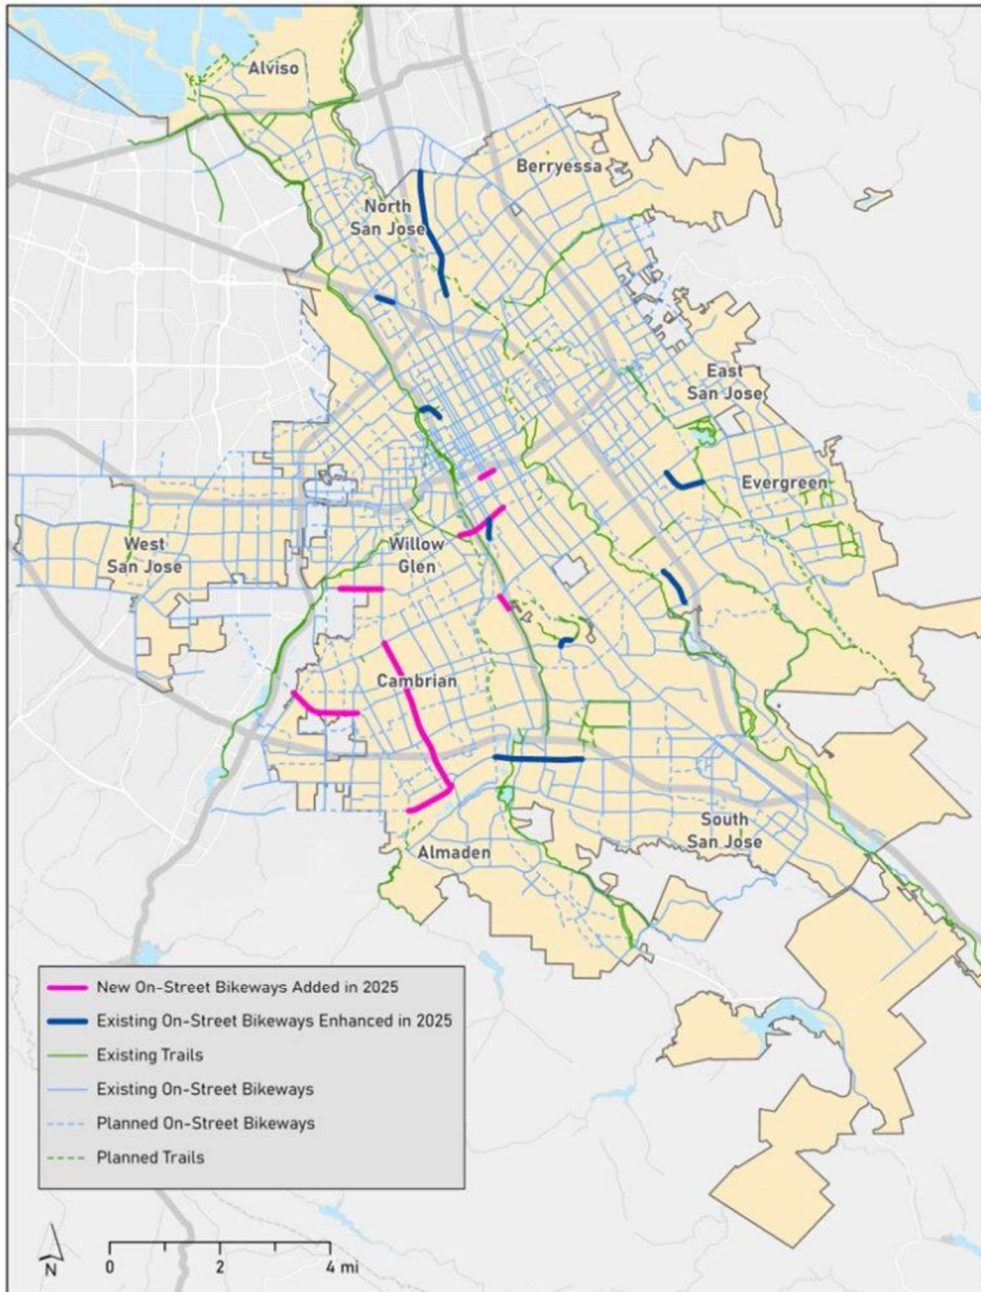 Alviso
Berryessa
North
San Jose
East
San Jose
Evergreen
West
San Jose
Willow
Glen
Cambrian
South
San Jose
Almaden
New On-Street Bikeways Added in 2025
Existing On-Street Bikeways Enhanced in 2025
Existing Trails
Existing On-Street Bikeways
Planned On-Street Bikeways
Planned Trails
N
0 2 4 mi